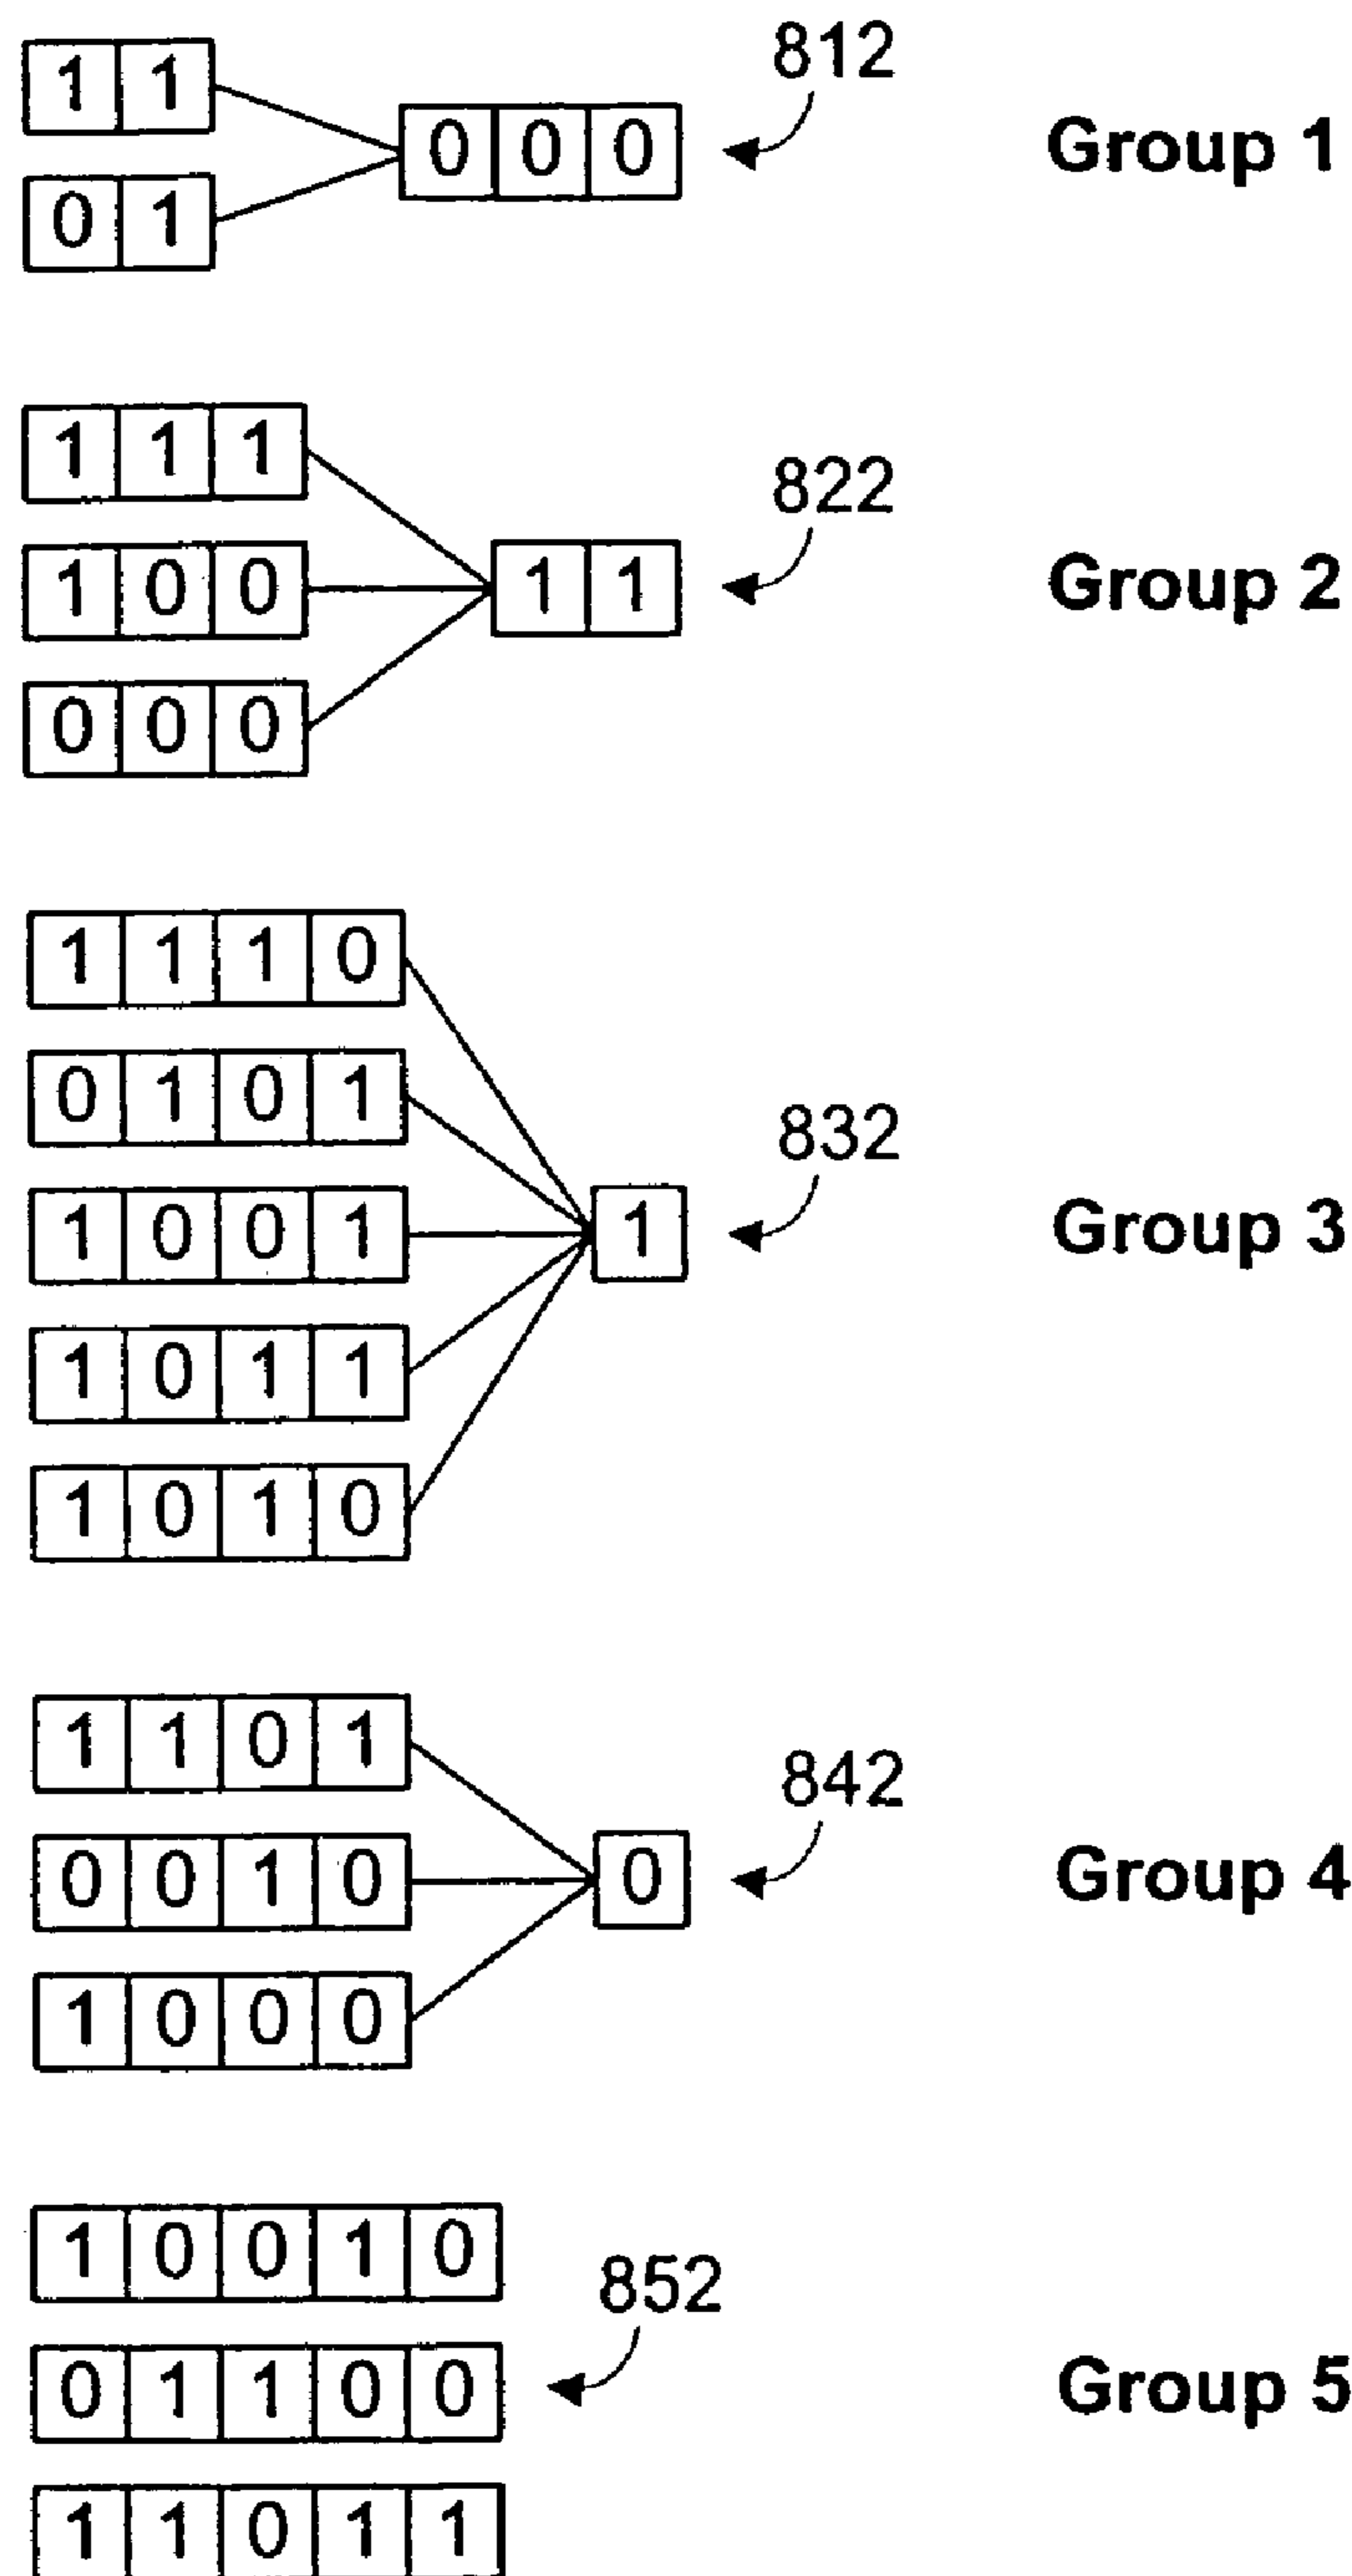 1 1
812
0 0 0
Group 1
0 1
1 1 1
822
1 0 0
1 1
Group 2
0 0 0
1 1 1 0
0 1 0 1
832
1 0 0 1
1
Group 3
1 0 1 1
1 0 1 0
1 1 0 1
842
0 0 1 0
0
Group 4
1 0 0 0
1 0 0 1 0
852
0 1 1 0 0
Group 5
1 1 0 1 1